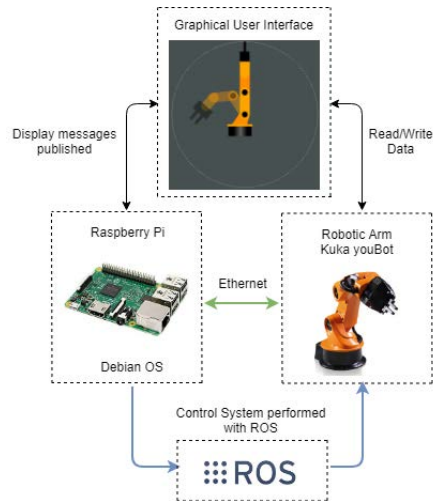 Graphical User Interface
Display messages
published
Read/Write
Data
Raspberry Pi
Robotic Arm
Kuka youBot
Ethernet
Debian OS
Control System performed
with ROS
ROS